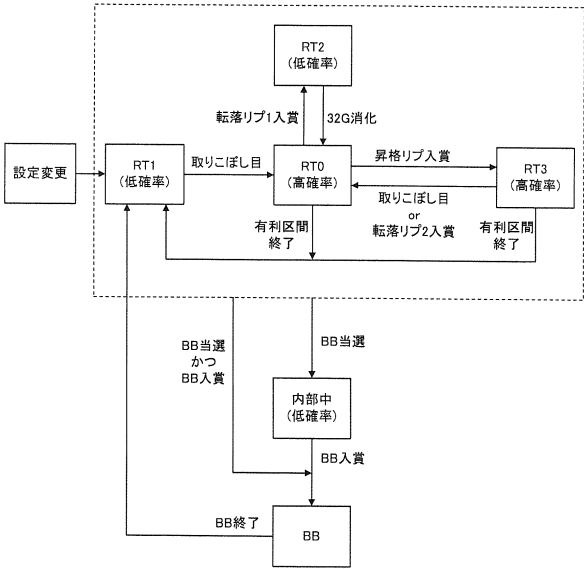 RT2
(低確率)
転落リプ1入賞
32G消化
設定変更
RT1
(低確率)
取りこぼし目
RT0
(高確率)
昇格リプ入賞
RT3
(高確率)
取りこぼし目
or
転落リプ2入賞
有利区間
終了
有利区間
終了
BB当選
かつ
BB入賞
BB当選
内部中
(低確率)
BB入賞
BB終了
BB